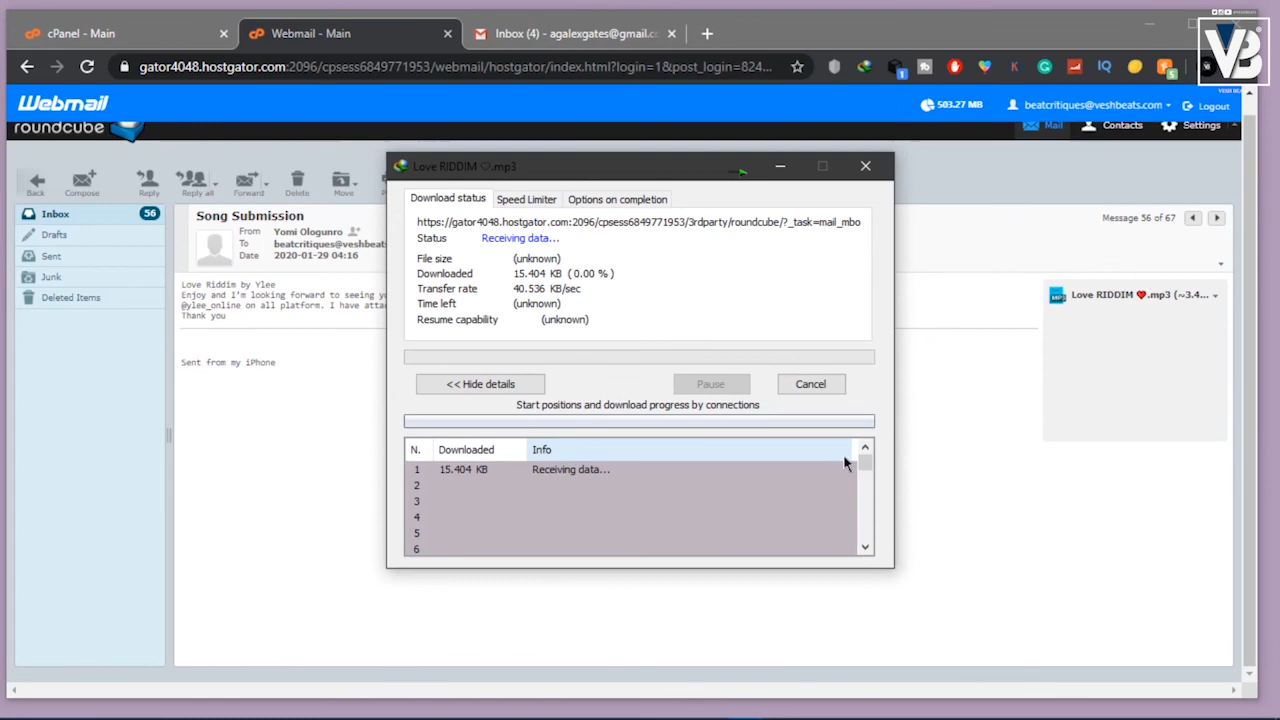 cPanel - Main
Webmail - Main
Inbox (4) - agalexgates@gmail.cc
gator4048.hostgator.com:2096/cpsess6849771953/webmail/hostgator/index.html?login=1&post_login=824...
VB
VESH BEA
Webmail
503.27 MB
beatcritiques@veshbeats.com
Logout
roundcube
Mail
Contacts
Settings
Back
Compose
Reply
Reply all
Forward
Delete
Move
Inbox
56
Drafts
Sent
Junk
Deleted Items
Song Submission
From Yomi Ologunro
To beatcritiques@veshbeats
Date 2020-01-29 04:16
Message 56 of 67
Love Riddim by Ylee
Enjoy and I'm looking forward to seeing yo
@ylee_online on all platform. I have attac
Thank you
Sent from my iPhone
Love RIDDIM ❤.mp3 (~3.4...
Love RIDDIM ♡.mp3
Download status
Speed Limiter
Options on completion
https://gator4048.hostgator.com:2096/cpsess6849771953/3rdparty/roundcube/?_task=mail_mbo
Status Receiving data...
File size (unknown)
Downloaded 15.404 KB ( 0.00 % )
Transfer rate 40.536 KB/sec
Time left (unknown)
Resume capability (unknown)
<< Hide details
Pause
Cancel
Start positions and download progress by connections
N. Downloaded Info
1 15.404 KB Receiving data...
2
3
4
5
6